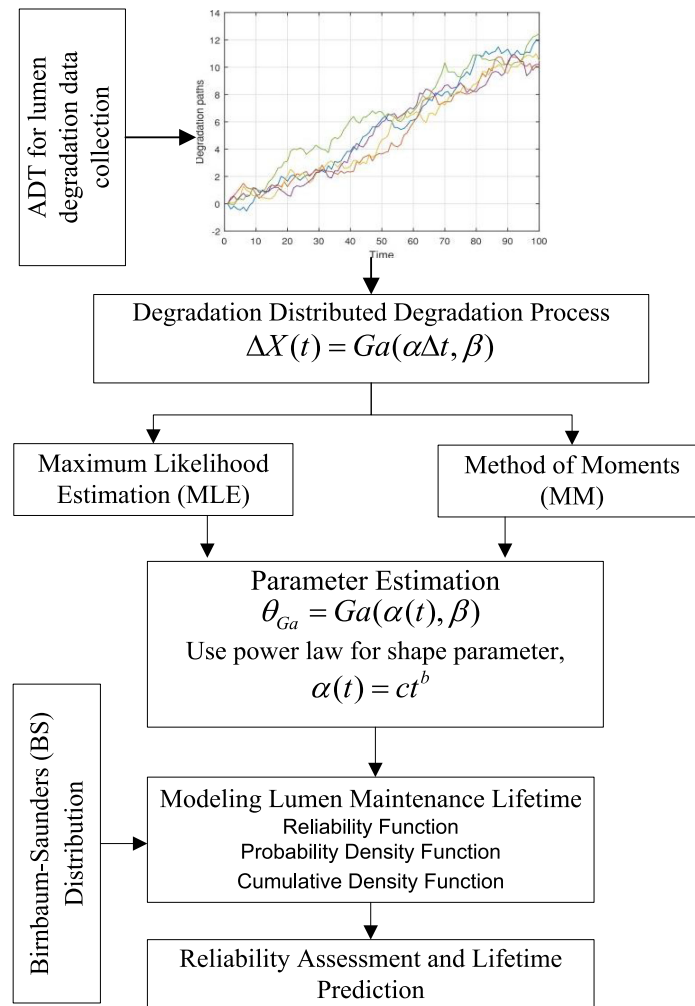 ADT for lumen
degradation data
collection
Degradation paths
14
12
10
8
6
4
2
0
-2
0
10
20
30
40
50
60
70
80
90
100
Time
Degradation Distributed Degradation Process
ΔX(t) = Ga(αΔt, β)
Maximum Likelihood
Estimation (MLE)
Method of Moments
(MM)
Parameter Estimation
θ_Ga = Ga(α(t), β)
Use power law for shape parameter,
α(t) = ct^b
Birnbaum-Saunders (BS)
Distribution
Modeling Lumen Maintenance Lifetime
Reliability Function
Probability Density Function
Cumulative Density Function
Reliability Assessment and Lifetime
Prediction